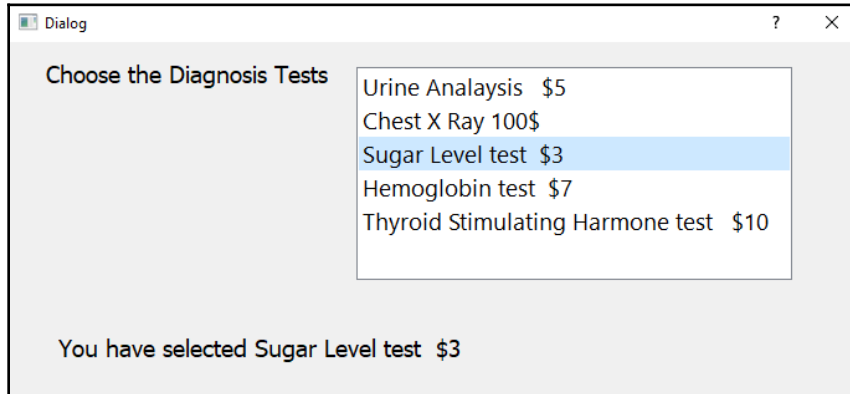 Dialog
?
Choose the Diagnosis Tests
Urine Analaysis $5
Chest X Ray 100$
Sugar Level test $3
Hemoglobin test $7
Thyroid Stimulating Harmone test $10
You have selected Sugar Level test $3